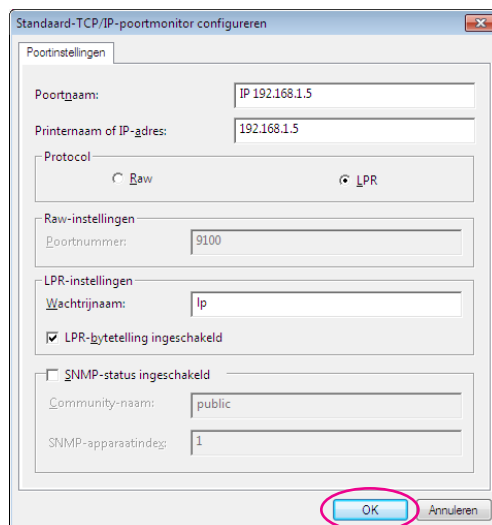 Standaard-TCP/IP-poortmonitor configureren
Poortinstellingen
Poortnaam: IP 192.168.1.5
Printernaam of IP-adres: 192.168.1.5
Protocol
Raw LPR
Raw-instellingen
Poortnummer: 9100
LPR-instellingen
Wachtrijnaam: lp
LPR-bytetelling ingeschakeld
SNMP-status ingeschakeld
Community-naam: public
SNMP-apparaatindex: 1
OK Annuleren